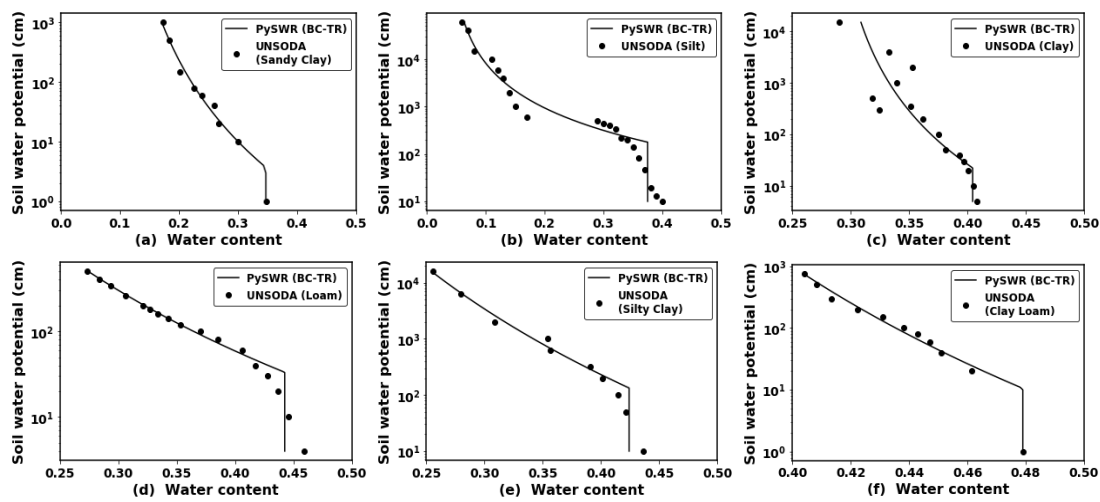 Soil water potential (cm)
10³
10²
10¹
10⁰
PySWR (BC-TR)
UNSODA
(Sandy Clay)
0.0 0.1 0.2 0.3 0.4 0.5
(a) Water content
Soil water potential (cm)
10⁴
10³
10²
10¹
PySWR (BC-TR)
UNSODA (Silt)
0.0 0.1 0.2 0.3 0.4 0.5
(b) Water content
Soil water potential (cm)
10⁴
10³
10²
10¹
PySWR (BC-TR)
UNSODA (Clay)
0.25 0.30 0.35 0.40 0.45 0.50
(c) Water content
Soil water potential (cm)
10²
10¹
PySWR (BC-TR)
UNSODA (Loam)
0.25 0.30 0.35 0.40 0.45 0.50
(d) Water content
Soil water potential (cm)
10⁴
10³
10²
10¹
PySWR (BC-TR)
UNSODA
(Silty Clay)
0.25 0.30 0.35 0.40 0.45 0.50
(e) Water content
Soil water potential (cm)
10³
10²
10¹
10⁰
PySWR (BC-TR)
UNSODA
(Clay Loam)
0.40 0.42 0.44 0.46 0.48 0.50
(f) Water content